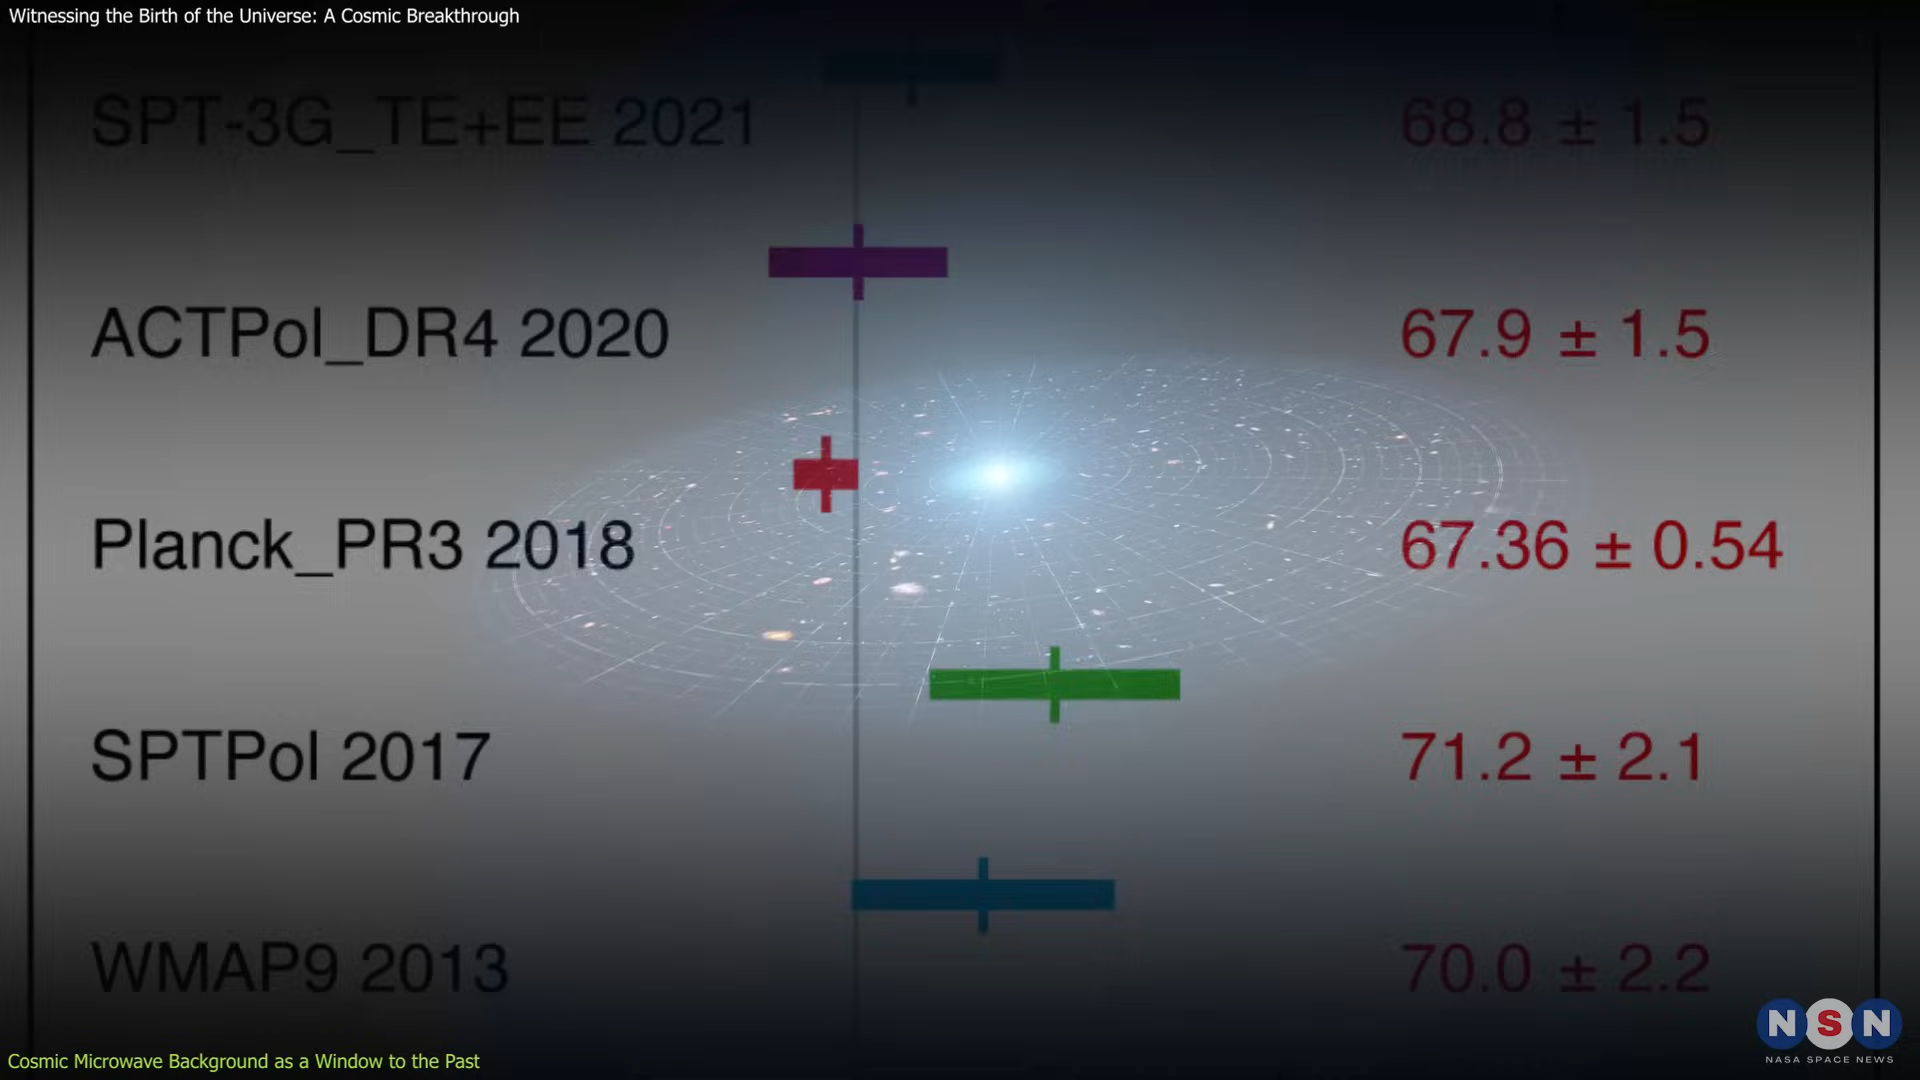 Witnessing the Birth of the Universe: A Cosmic Breakthrough
SPT-3G_TE+EE 2021 68.8 ± 1.5
ACTPol_DR4 2020 67.9 ± 1.5
Planck_PR3 2018 67.36 ± 0.54
SPTPol 2017 71.2 ± 2.1
WMAP9 2013 70.0 ± 2.2
NSN
NASA SPACE NEWS
Cosmic Microwave Background as a Window to the Past